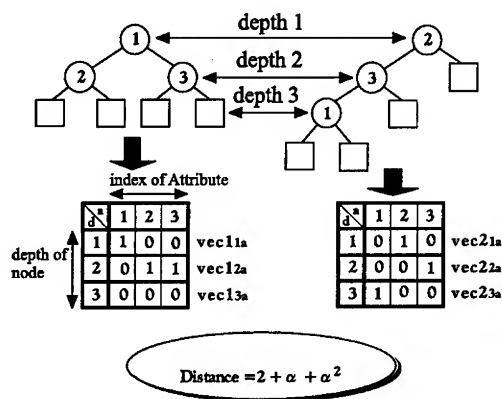 depth 1
1
2
2
depth 2
3
3
depth 3
1
index of Attribute
a d 1 2 3
1 1 0 0 vec11a
depth of node
2 0 1 1 vec12a
3 0 0 0 vec13a
a d 1 2 3
1 0 1 0 vec21a
2 0 0 1 vec22a
3 1 0 0 vec23a
Distance = 2 + α + α²